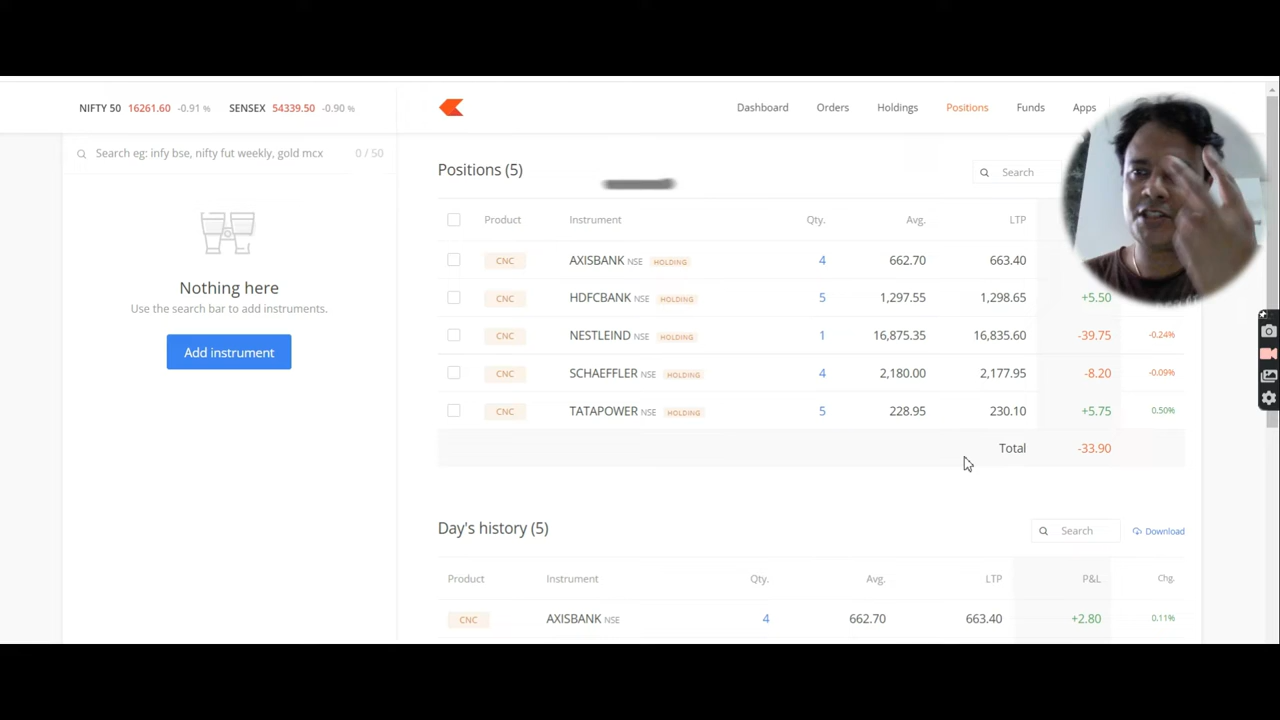 NIFTY 50 16261.60 -0.91 % SENSEX 54339.50 -0.90 % Dashboard Orders Holdings Positions Funds Apps
Search eg: infy bse, nifty fut weekly, gold mcx 0 / 50
Nothing here
Use the search bar to add instruments.
Add instrument
Positions (5) Search
Product Instrument Qty. Avg. LTP
CNC AXISBANK NSE HOLDING 4 662.70 663.40
CNC HDFCBANK NSE HOLDING 5 1,297.55 1,298.65 +5.50
CNC NESTLEIND NSE HOLDING 1 16,875.35 16,835.60 -39.75 -0.24%
CNC SCHAEFFLER NSE HOLDING 4 2,180.00 2,177.95 -8.20 -0.09%
CNC TATAPOWER NSE HOLDING 5 228.95 230.10 +5.75 0.50%
Total -33.90
Day's history (5) Search Download
Product Instrument Qty. Avg. LTP P&L Chg.
CNC AXISBANK NSE 4 662.70 663.40 +2.80 0.11%